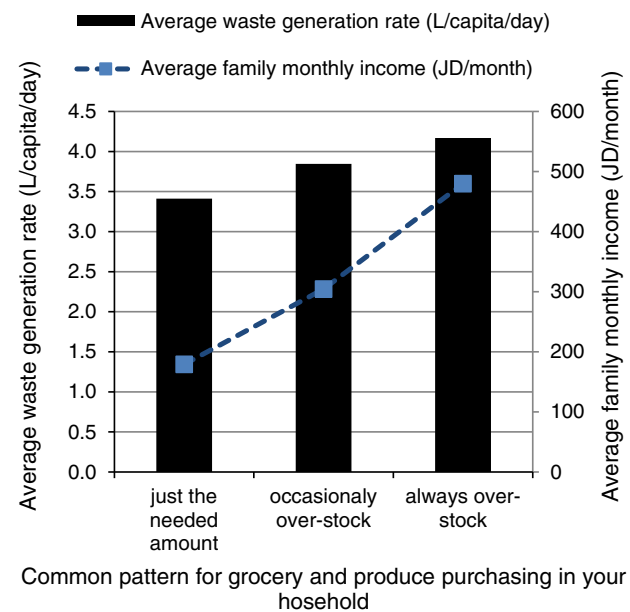 Average waste generation rate (L/capita/day)
Average family monthly income (JD/month)
Average waste generation rate (L/capita/day)
4.5
4.0
3.5
3.0
2.5
2.0
1.5
1.0
0.5
0.0
600
500
400
300
200
100
0
Average family monthly income (JD/month)
just the
needed
amount
occasionaly
over-stock
always over-
stock
Common pattern for grocery and produce purchasing in your
hosehold